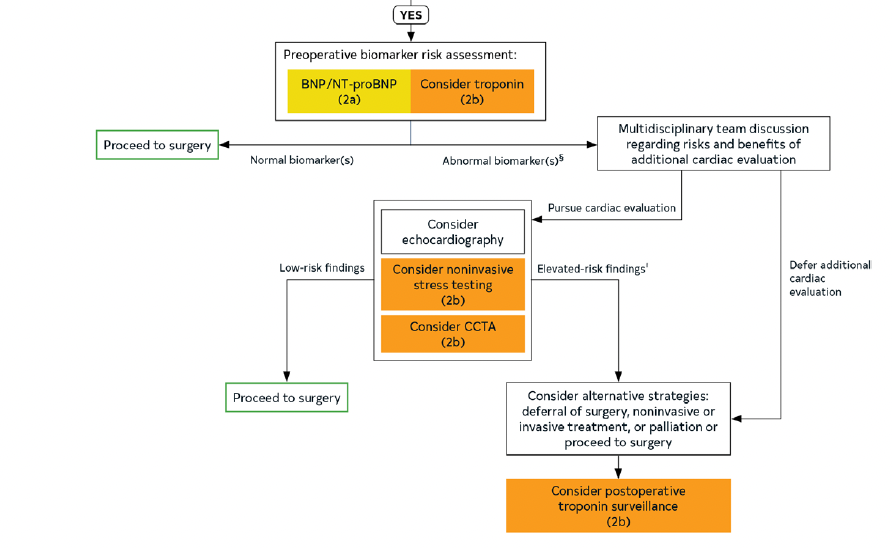 YES
Preoperative biomarker risk assessment:
BNP/NT-proBNP
(2a)
Consider troponin
(2b)
Proceed to surgery
Normal biomarker(s)
Abnormal biomarker(s)§
Multidisciplinary team discussion
regarding risks and benefits of
additional cardiac evaluation
Pursue cardiac evaluation
Defer additional
cardiac
evaluation
Consider
echocardiography
Consider noninvasive
stress testing
(2b)
Consider CCTA
(2b)
Low-risk findings
Elevated-risk findings
Proceed to surgery
Consider alternative strategies:
deferral of surgery, noninvasive or
invasive treatment, or palliation or
proceed to surgery
Consider postoperative
troponin surveillance
(2b)